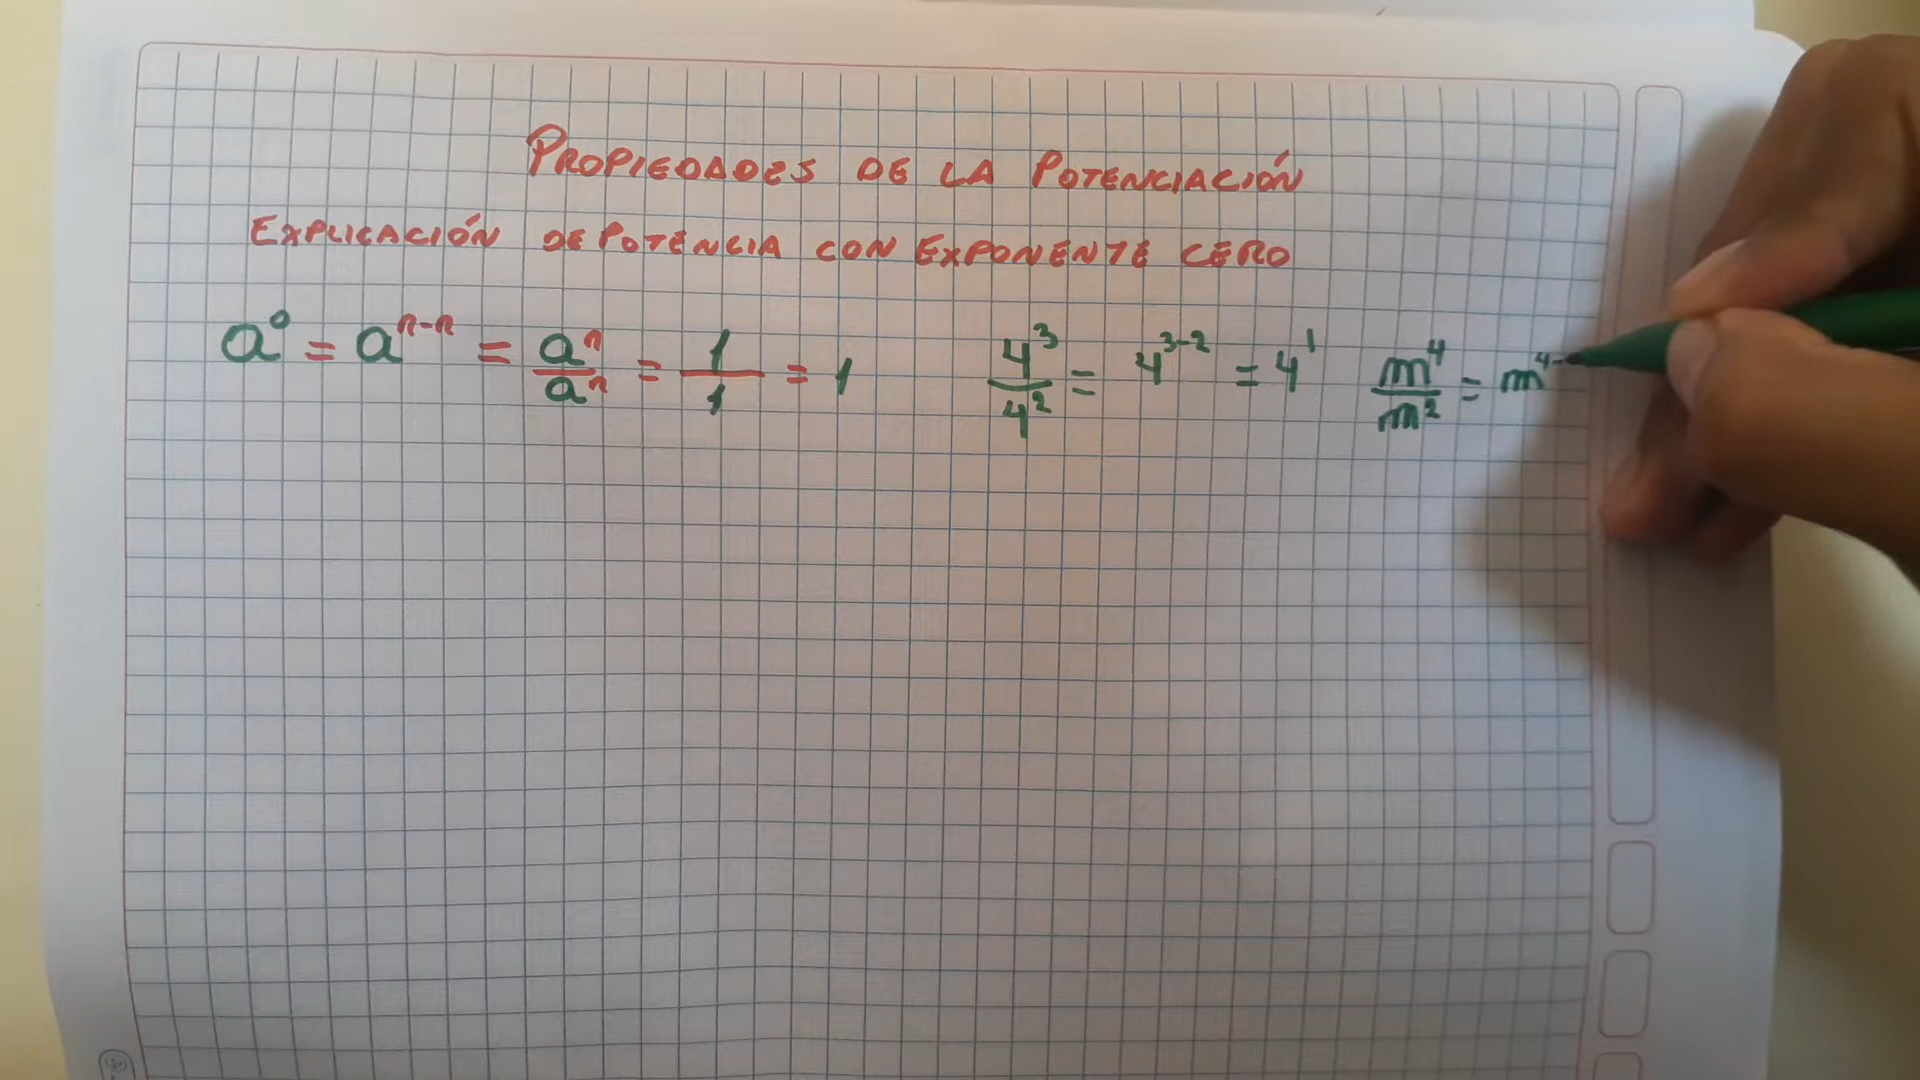 PROPIEDADES DE LA POTENCIACIÓN
EXPLICACIÓN DE POTENCIA CON EXPONENTE CERO
a⁰ = aⁿ⁻ⁿ = aⁿ/aⁿ = 1/1 = 1 4³/4² = 4³⁻² = 4¹ m⁴/m² = m⁴⁻